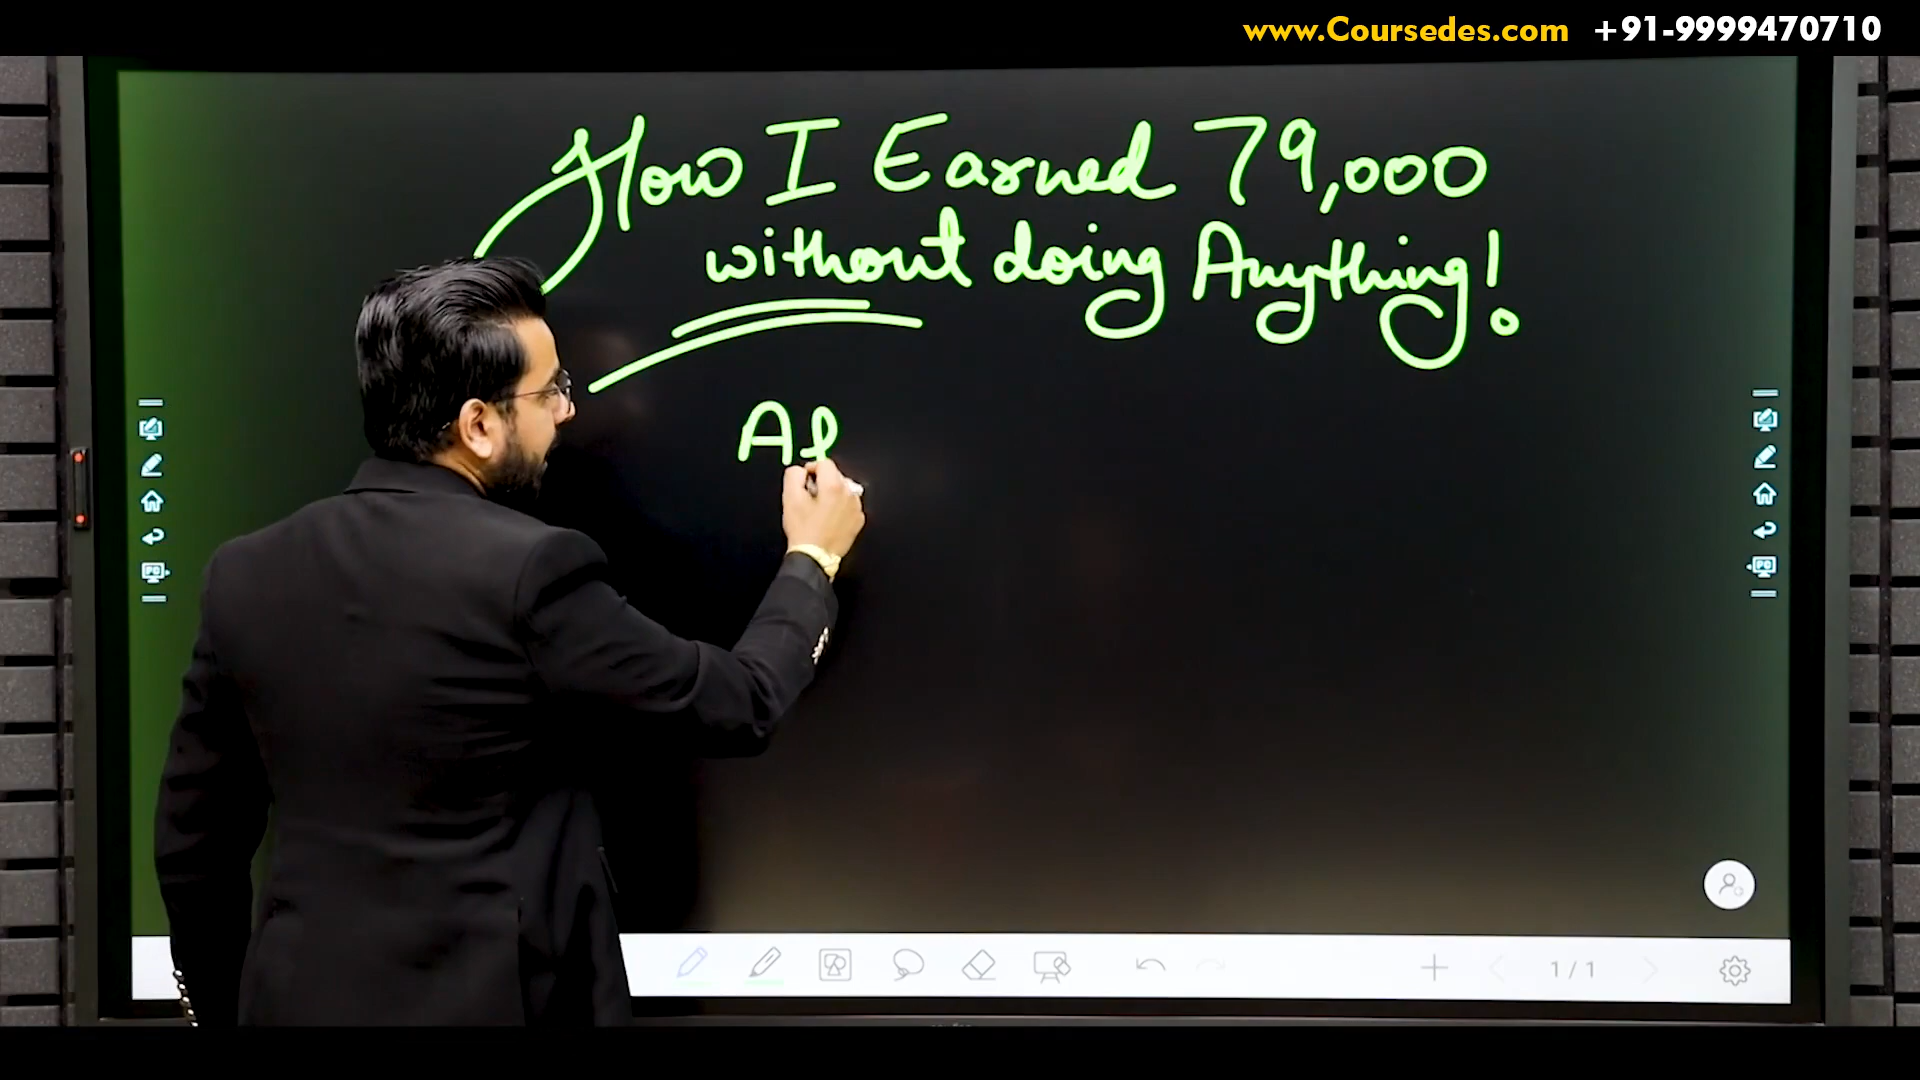 www.Coursedes.com +91-9999470710
How I Earned 79,000
without doing Anything!
Af
1/1